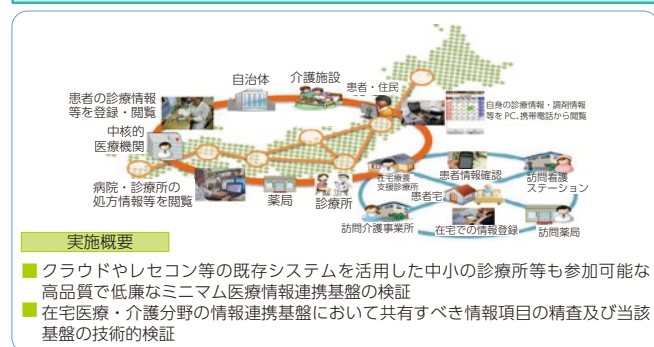 自治体
介護施設
患者・住民
患者の診療情報
等を登録・閲覧
自身の診療情報・調剤情報
等をPC、携帯電話から閲覧
中核的
医療機関
病院・診療所の
処方情報等を閲覧
薬局
診療所
在宅療養
支援診療所
患者情報確認
訪問看護
ステーション
患者宅
訪問介護事業所
在宅での情報登録
訪問薬局
実施概要
■ クラウドやレセコン等の既存システムを活用した中小の診療所等も参加可能な
高品質で低廉なミニマム医療情報連携基盤の検証
■ 在宅医療・介護分野の情報連携基盤において共有すべき情報項目の精査及び当該
基盤の技術的検証